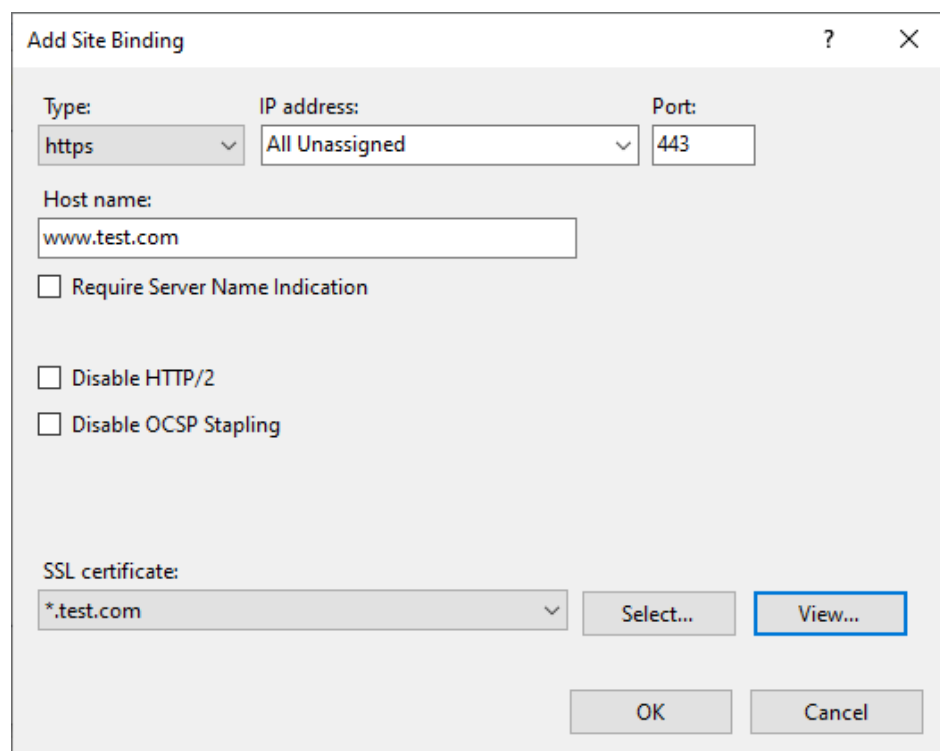 Add Site Binding ? ×
Type: IP address: Port:
https All Unassigned 443
Host name:
www.test.com
Require Server Name Indication
Disable HTTP/2
Disable OCSP Stapling
SSL certificate:
*.test.com Select... View...
OK Cancel